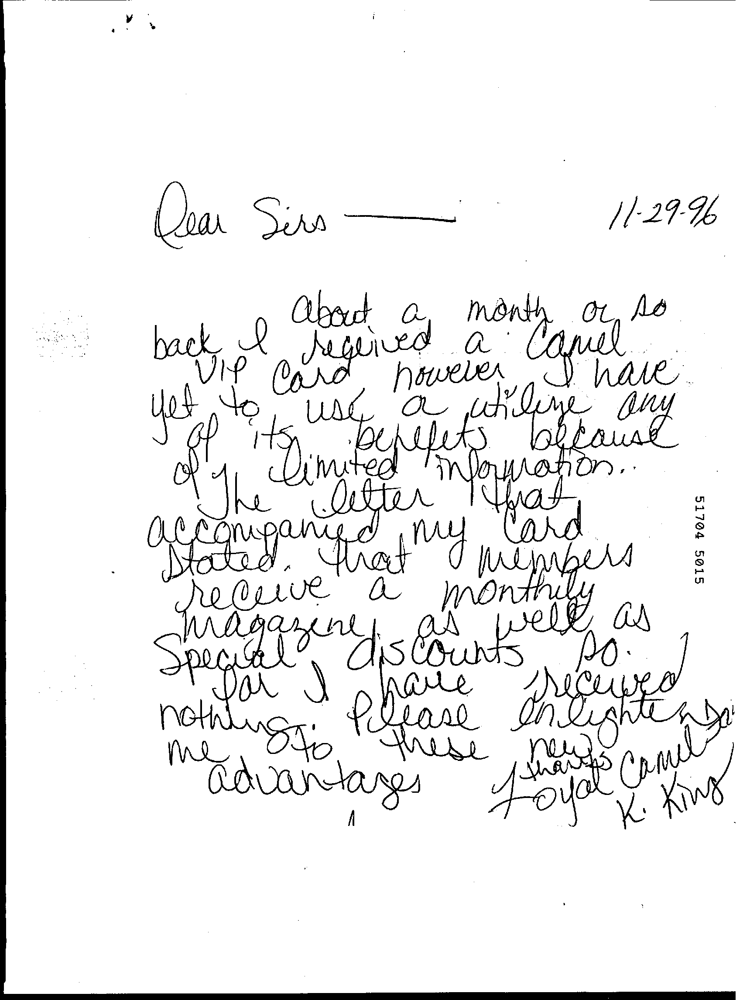 Dear Sirs —
11-29-96
About a month or so
back I received a Camel
VIP Card however I have
yet to use a utilize any
of its benefits because
of limited information..
The letter that
accompanied my Card
stated. that members
receive a monthly
magazine, as well as
Special discounts so.
far I have received
nothing. Please enlighten
me to these new
advantages
thanks
Loyal Camel
K. King
51704 5015